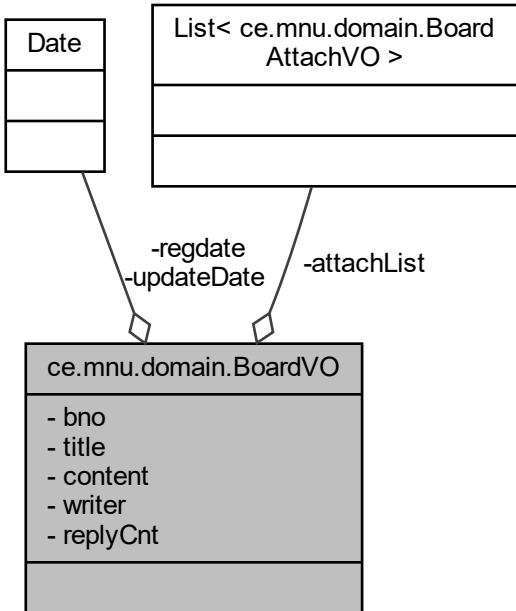 Date
List< ce.mnu.domain.Board
AttachVO >
-regdate
-updateDate
-attachList
ce.mnu.domain.BoardVO
- bno
- title
- content
- writer
- replyCnt